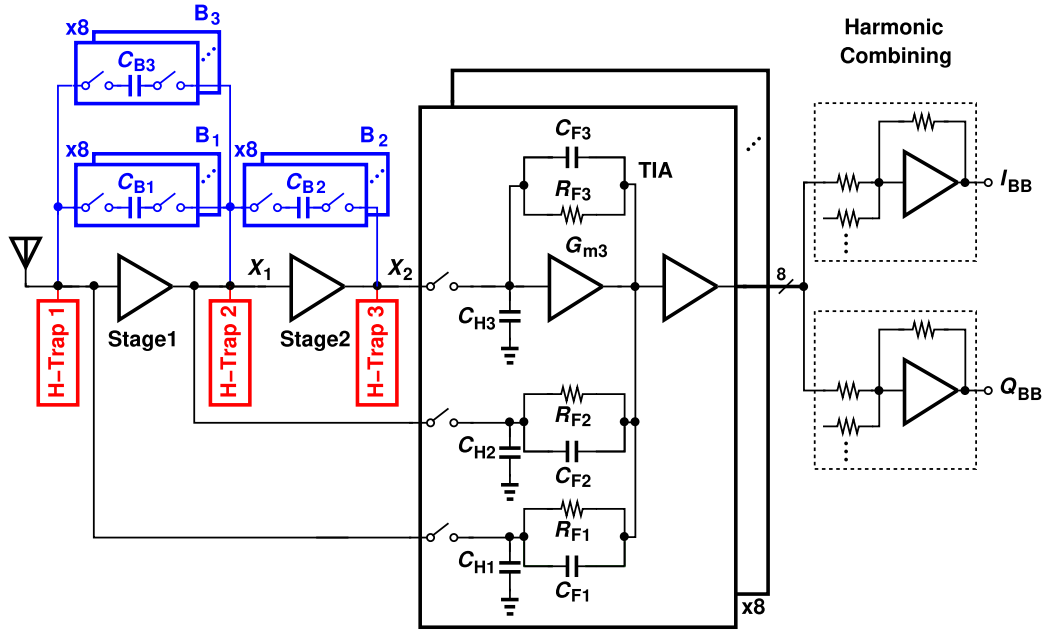 x8
B3
CB3
x8
B1
CB1
x8
B2
CB2
X1
X2
Stage1
Stage2
H-Trap 1
H-Trap 2
H-Trap 3
CF3
RF3
TIA
Gm3
CH3
RF2
CF2
CH2
RF1
CF1
CH1
x8
8
Harmonic
Combining
IBB
QBB